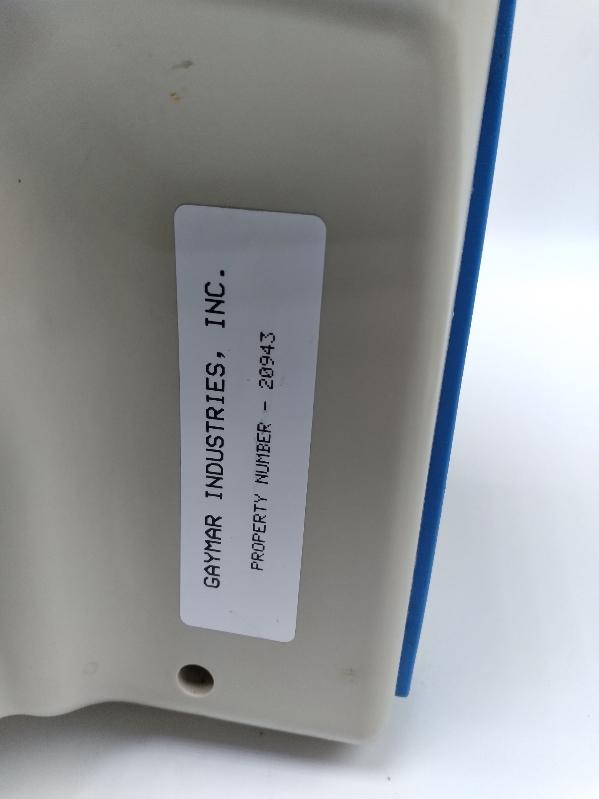 GAYMAR INDUSTRIES, INC.
PROPERTY NUMBER - 20943